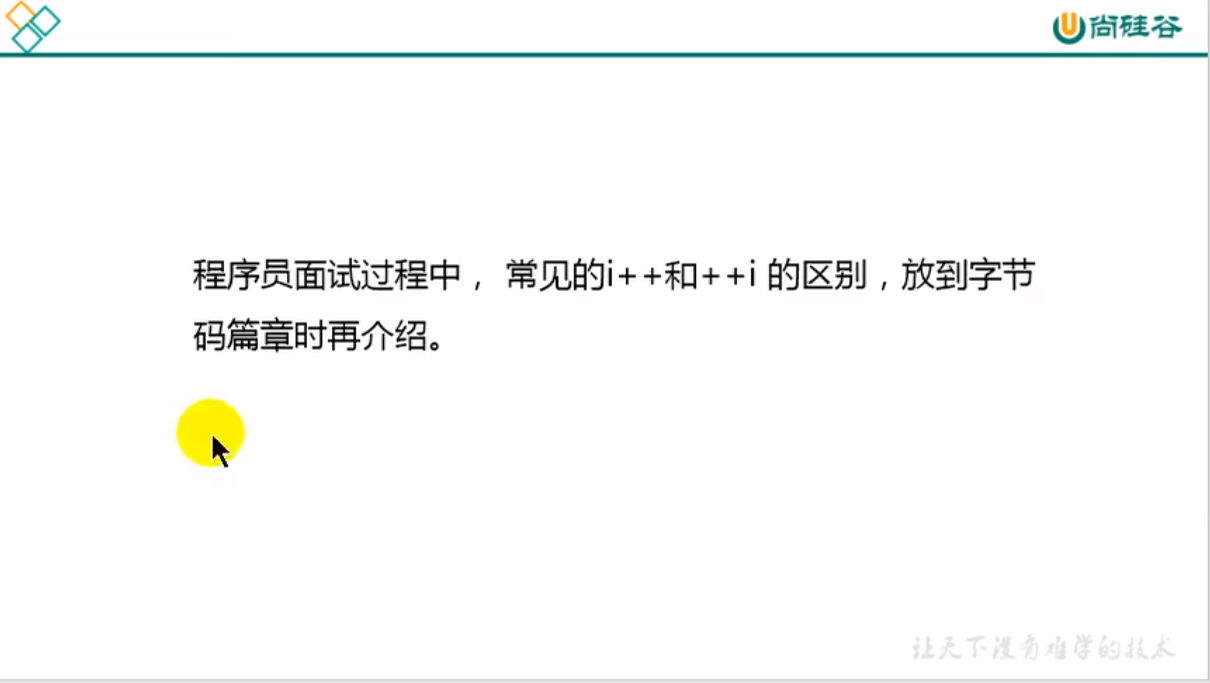 尚硅谷
程序员面试过程中， 常见的i++和++i 的区别，放到字节
码篇章时再介绍。
让天下没有难学的技术